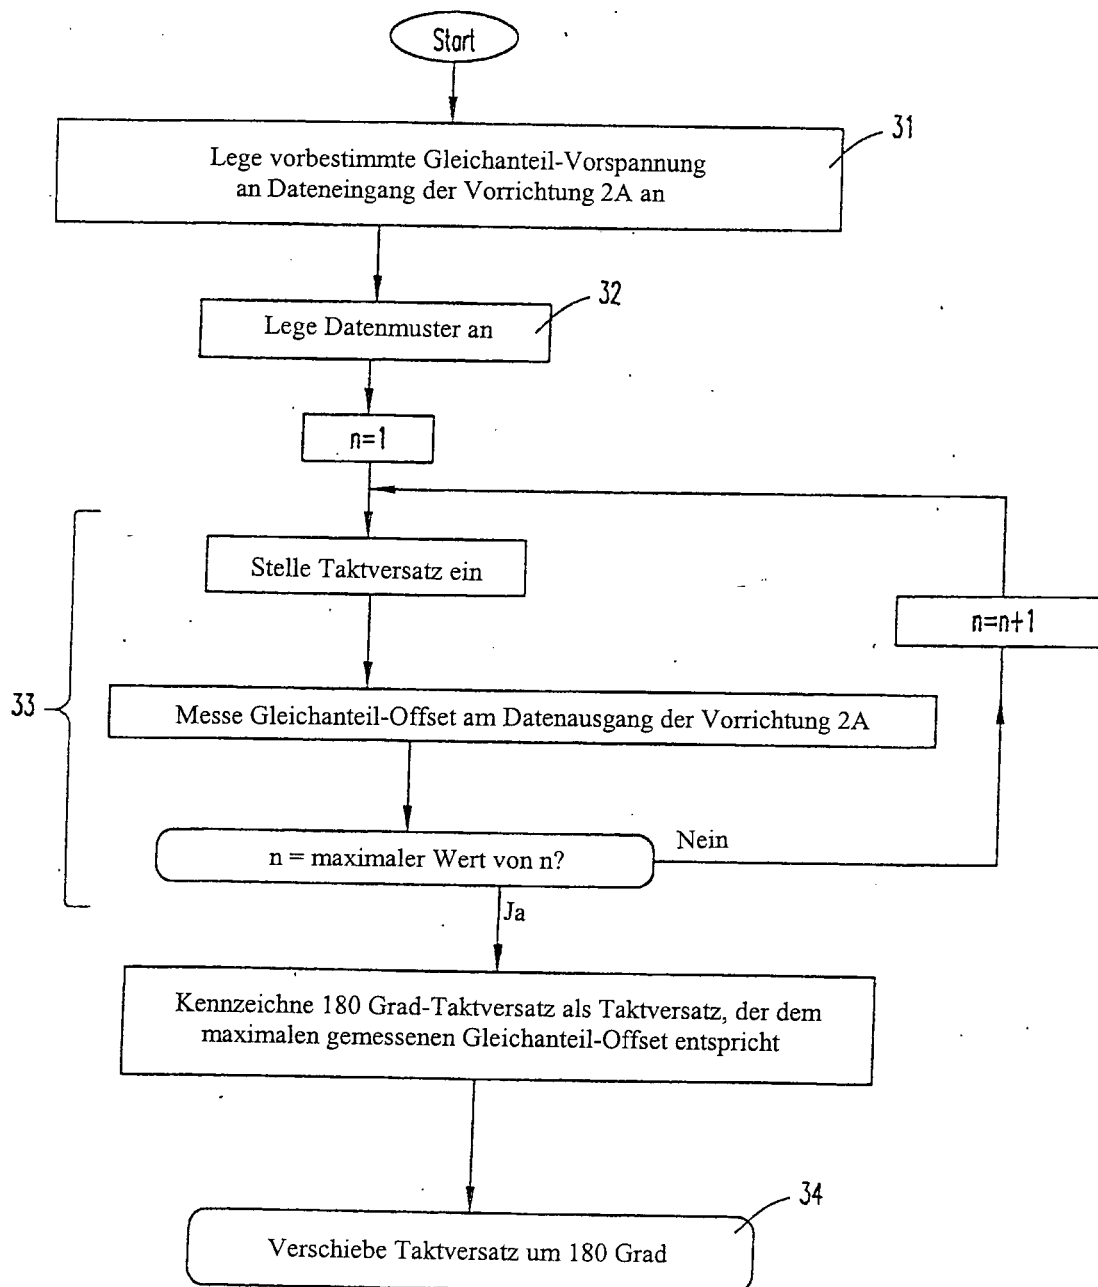 Start
31
Lege vorbestimmte Gleichanteil-Vorspannung
an Dateneingang der Vorrichtung 2A an
32
Lege Datenmuster an
n=1
Stelle Taktversatz ein
n=n+1
33
Messe Gleichanteil-Offset am Datenausgang der Vorrichtung 2A
n = maximaler Wert von n?
Nein
Ja
Kennzeichne 180 Grad-Taktversatz als Taktversatz, der dem
maximalen gemessenen Gleichanteil-Offset entspricht
34
Verschiebe Taktversatz um 180 Grad